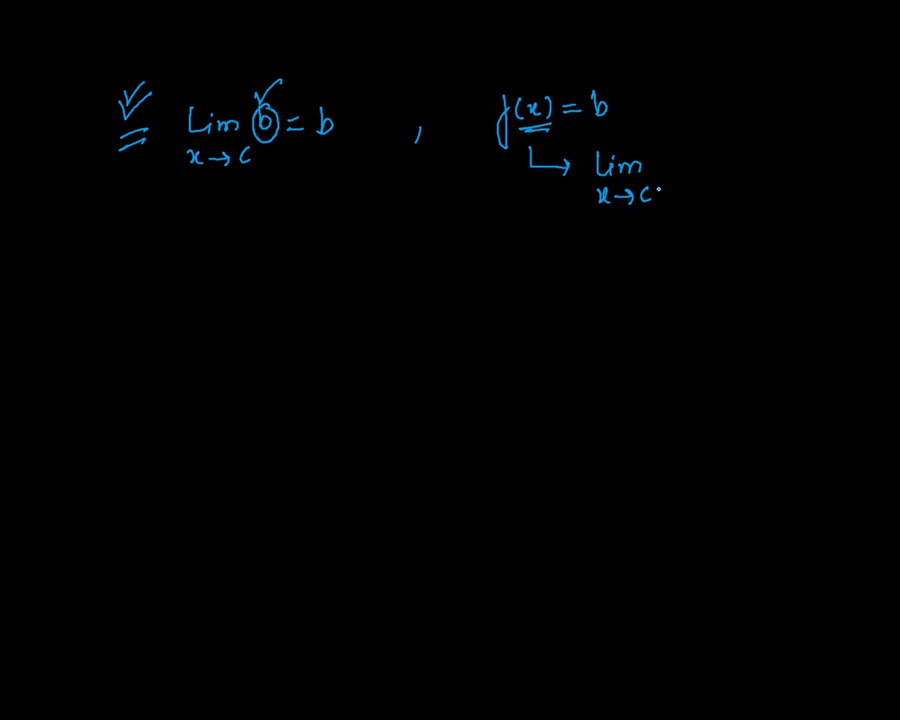 Lim b = b , f(x) = b
x → c
↳ Lim
x → c